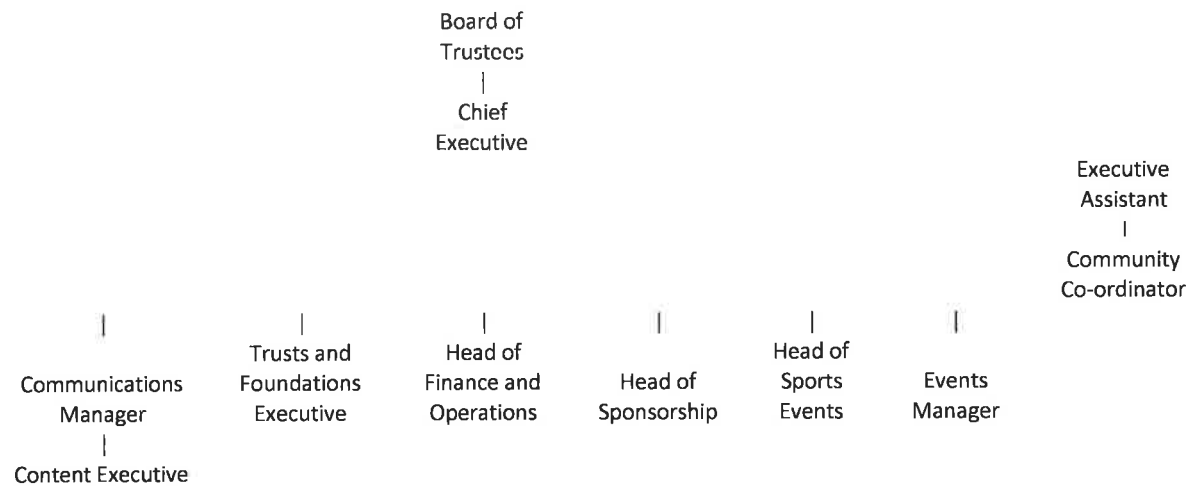 Board of
Trustees
Chief
Executive
Executive
Assistant
Community
Co-ordinator
Communications
Manager
Content Executive
Trusts and
Foundations
Executive
Head of
Finance and
Operations
Head of
Sponsorship
Head of
Sports
Events
Events
Manager